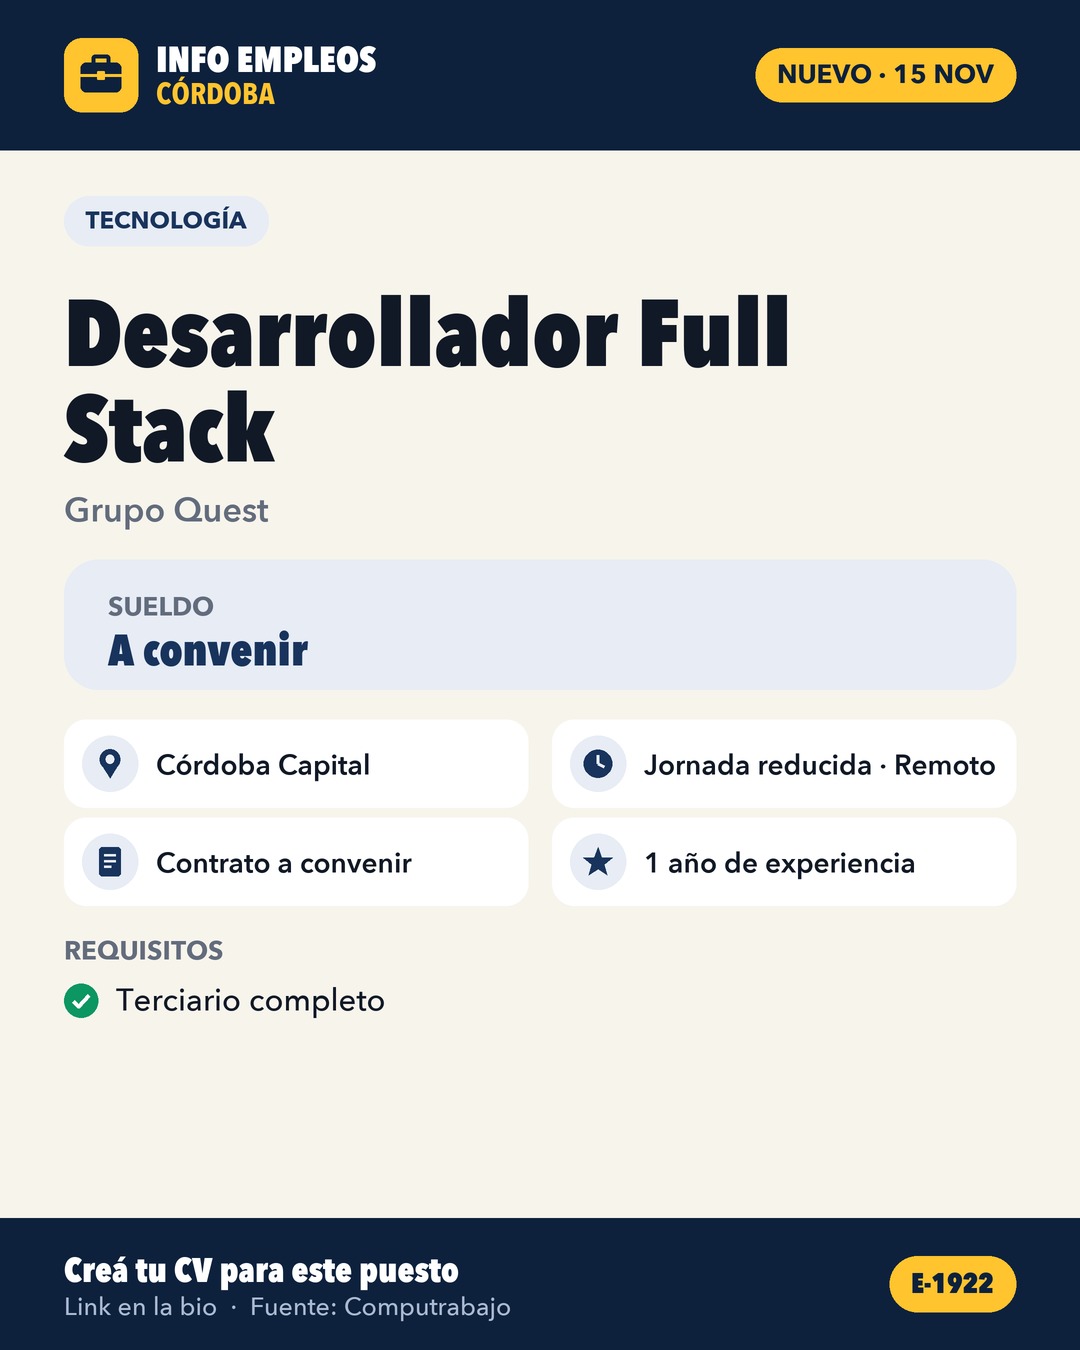 INFO EMPLEOS
CÓRDOBA
NUEVO · 15 NOV
TECNOLOGÍA
Desarrollador Full
Stack
Grupo Quest
SUELDO
A convenir
Córdoba Capital
Jornada reducida · Remoto
Contrato a convenir
1 año de experiencia
REQUISITOS
Terciario completo
Creá tu CV para este puesto
Link en la bio · Fuente: Computrabajo
E-1922